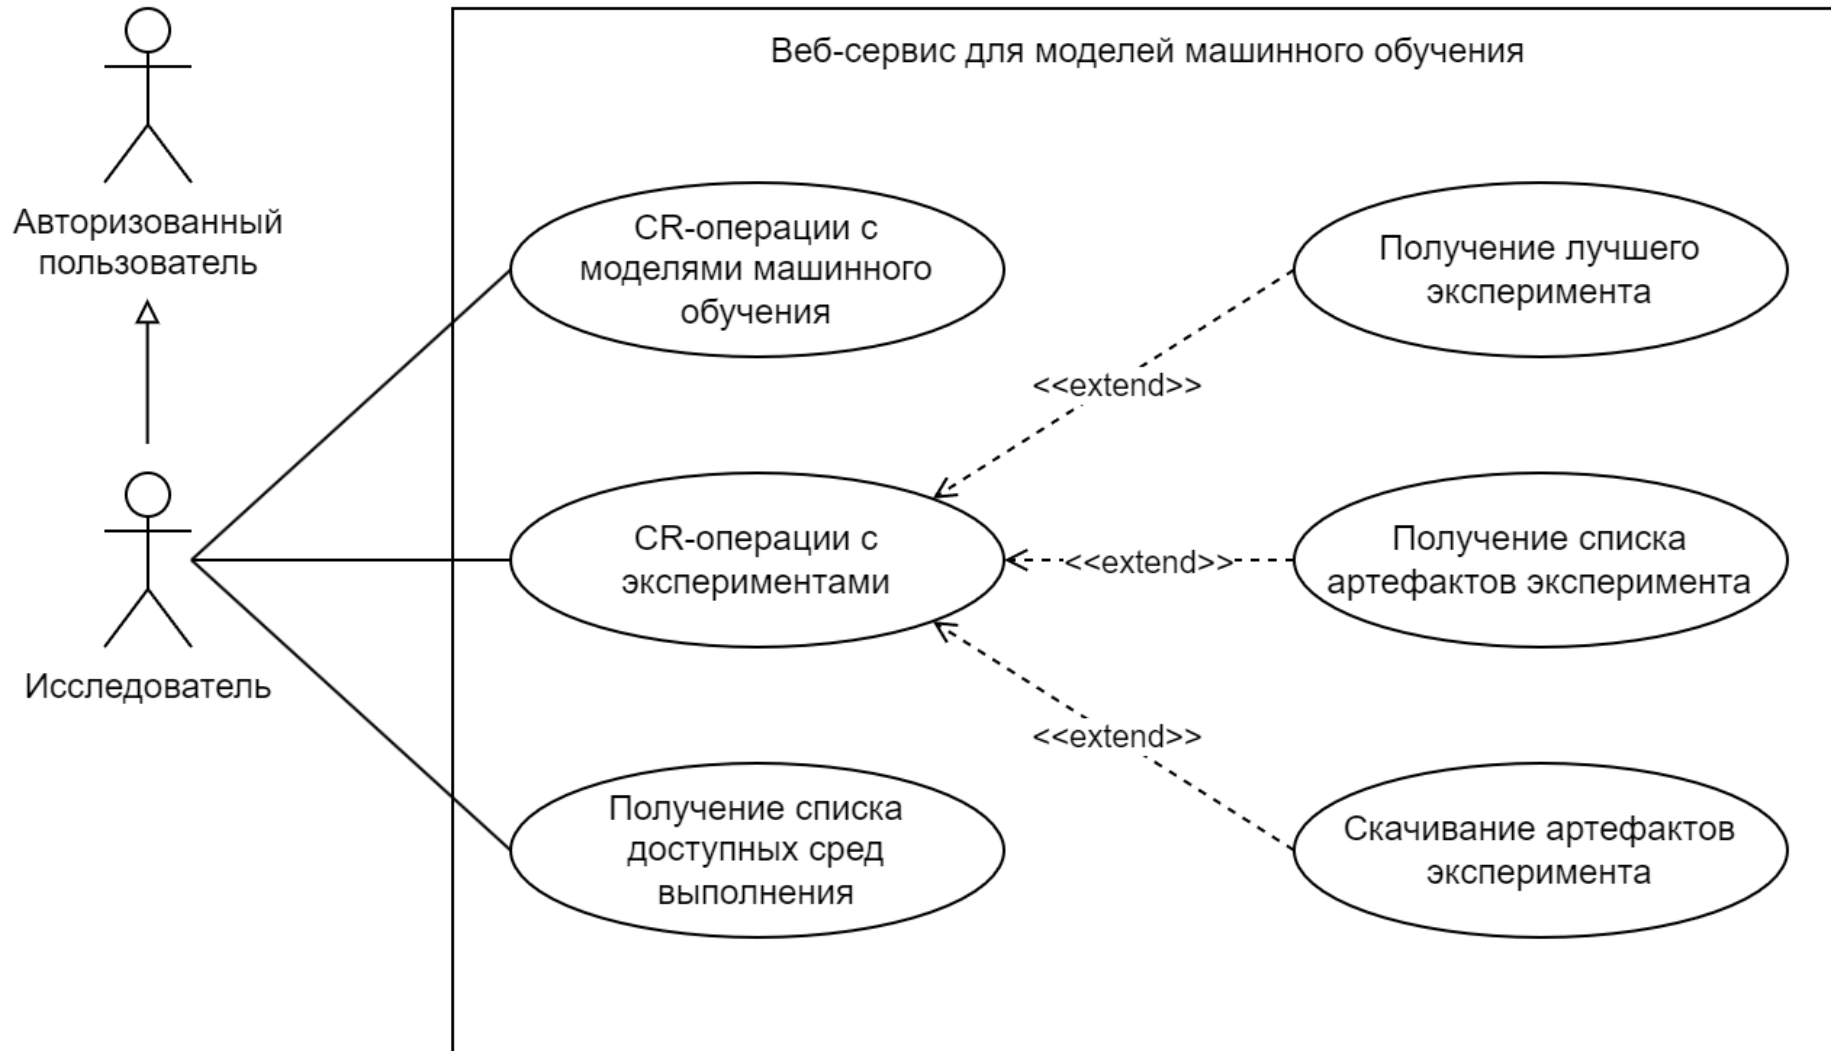 Веб-сервис для моделей машинного обучения
Авторизованный
пользователь
CR-операции с
моделями машинного
обучения
Получение лучшего
эксперимента
<<extend>>
CR-операции с
экспериментами
<<extend>>
Получение списка
артефактов эксперимента
Исследователь
<<extend>>
Получение списка
доступных сред
выполнения
Скачивание артефактов
эксперимента